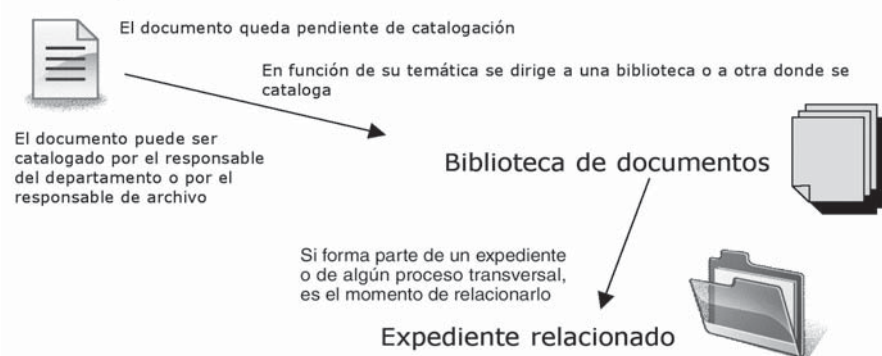 El documento queda pendiente de catalogación
En función de su temática se dirige a una biblioteca o a otra donde se
cataloga
El documento puede ser
catalogado por el responsable
del departamento o por el
responsable de archivo
Biblioteca de documentos
Si forma parte de un expediente
o de algún proceso transversal,
es el momento de relacionarlo
Expediente relacionado